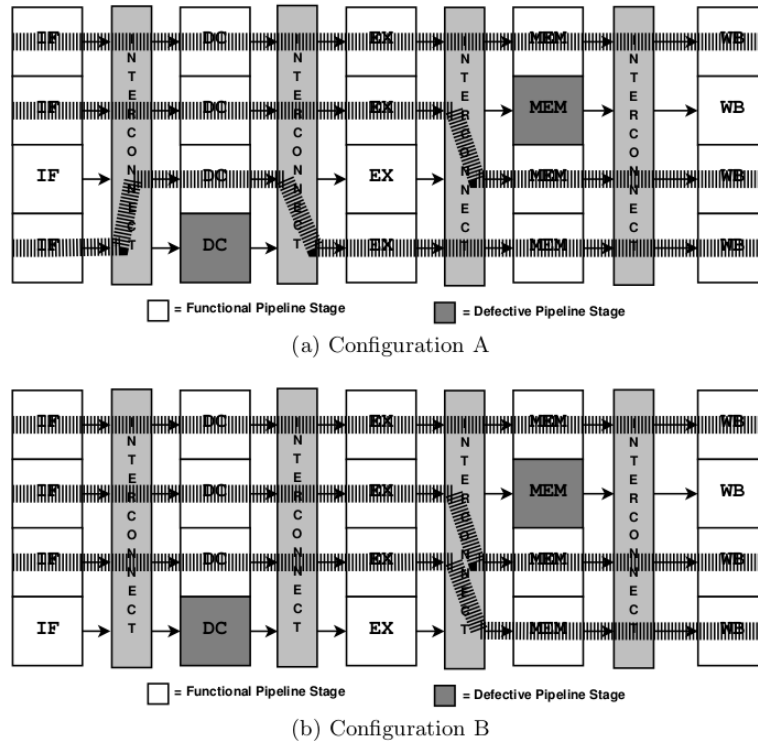 IF DC EX MEM WB
IF DC EX MEM WB
IF DC EX MEM WB
IF DC EX MEM WB
INTERCONNECT
INTERCONNECT
INTERCONNECT
INTERCONNECT
= Functional Pipeline Stage = Defective Pipeline Stage
(a) Configuration A
IF DC EX MEM WB
IF DC EX MEM WB
IF DC EX MEM WB
IF DC EX MEM WB
INTERCONNECT
INTERCONNECT
INTERCONNECT
INTERCONNECT
= Functional Pipeline Stage = Defective Pipeline Stage
(b) Configuration B